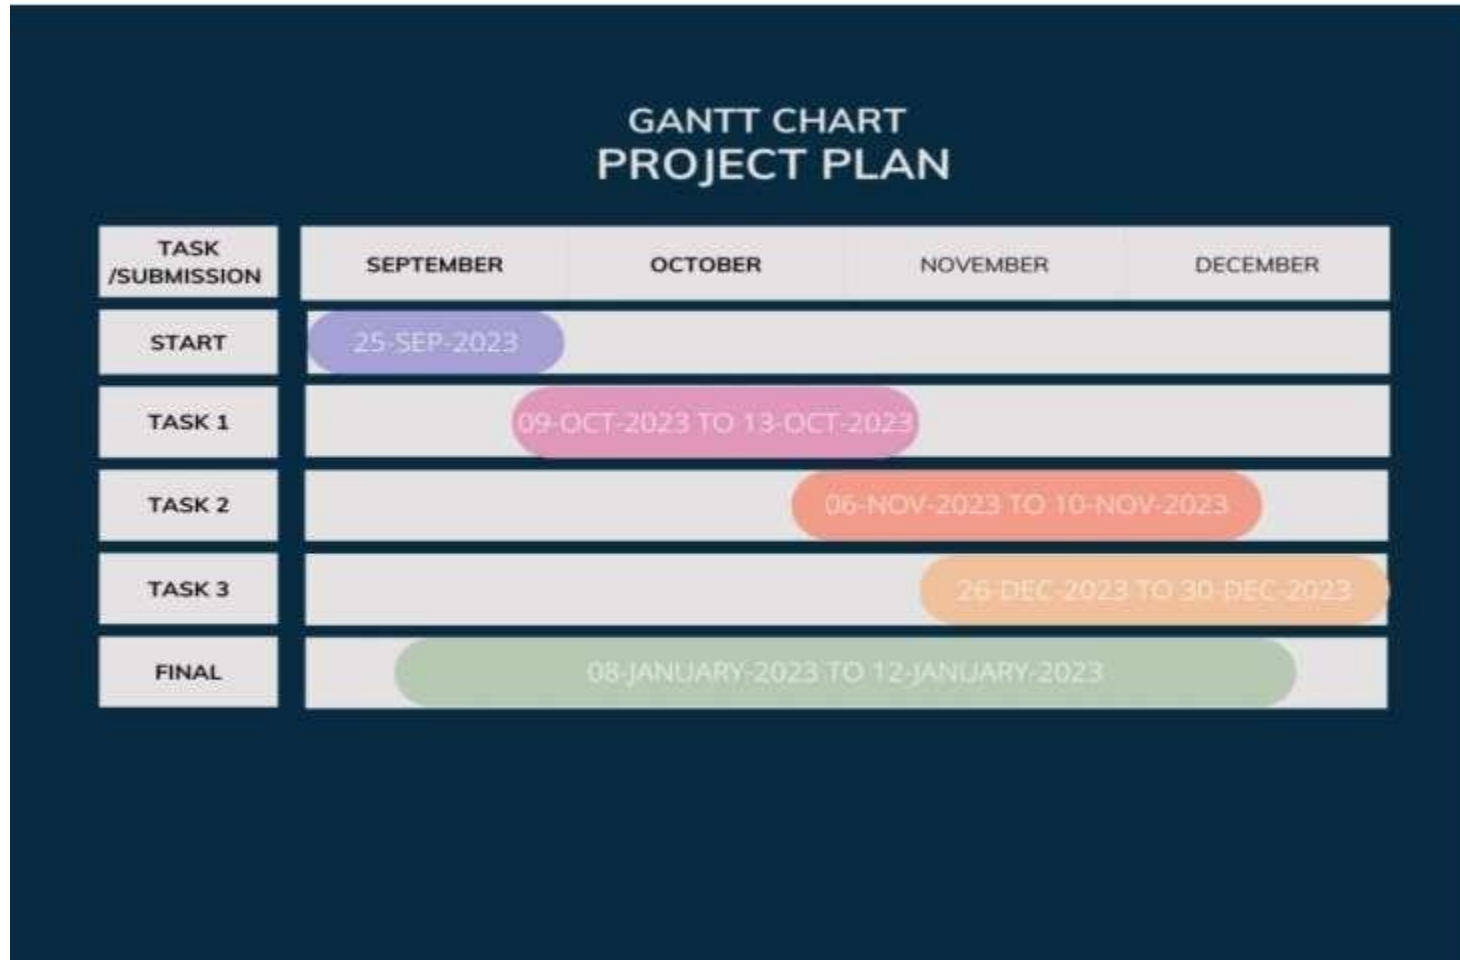 GANTT CHART
PROJECT PLAN
TASK
/SUBMISSION
SEPTEMBER
OCTOBER
NOVEMBER
DECEMBER
START
25-SEP-2023
TASK 1
09-OCT-2023 TO 13-OCT-2023
TASK 2
06-NOV-2023 TO 10-NOV-2023
TASK 3
26-DEC-2023 TO 30-DEC-2023
FINAL
08-JANUARY-2023 TO 12-JANUARY-2023